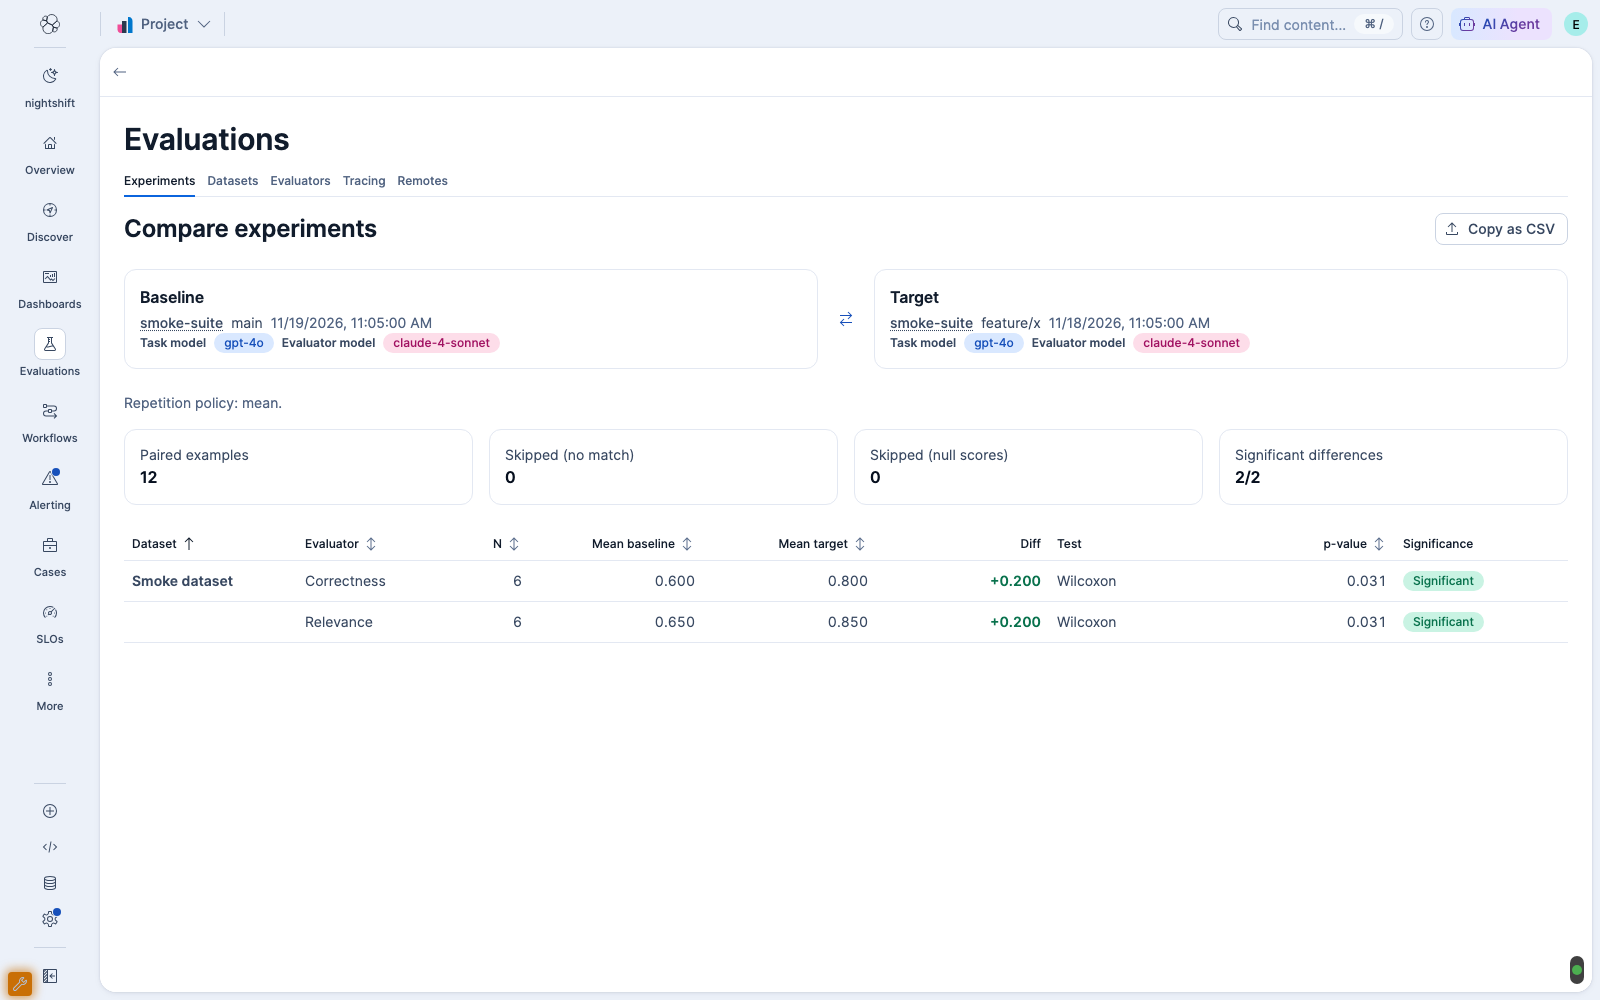 Project
Find content... ⌘ /
AI Agent
E
nightshift
Overview
Discover
Dashboards
Evaluations
Workflows
Alerting
Cases
SLOs
More
Evaluations
Experiments Datasets Evaluators Tracing Remotes
Compare experiments
Copy as CSV
Baseline
smoke-suite main 11/19/2026, 11:05:00 AM
Task model gpt-4o Evaluator model claude-4-sonnet
Target
smoke-suite feature/x 11/18/2026, 11:05:00 AM
Task model gpt-4o Evaluator model claude-4-sonnet
Repetition policy: mean.
Paired examples
12
Skipped (no match)
0
Skipped (null scores)
0
Significant differences
2/2
Dataset Evaluator N Mean baseline Mean target Diff Test p-value Significance
Smoke dataset Correctness 6 0.600 0.800 +0.200 Wilcoxon 0.031 Significant
Relevance 6 0.650 0.850 +0.200 Wilcoxon 0.031 Significant